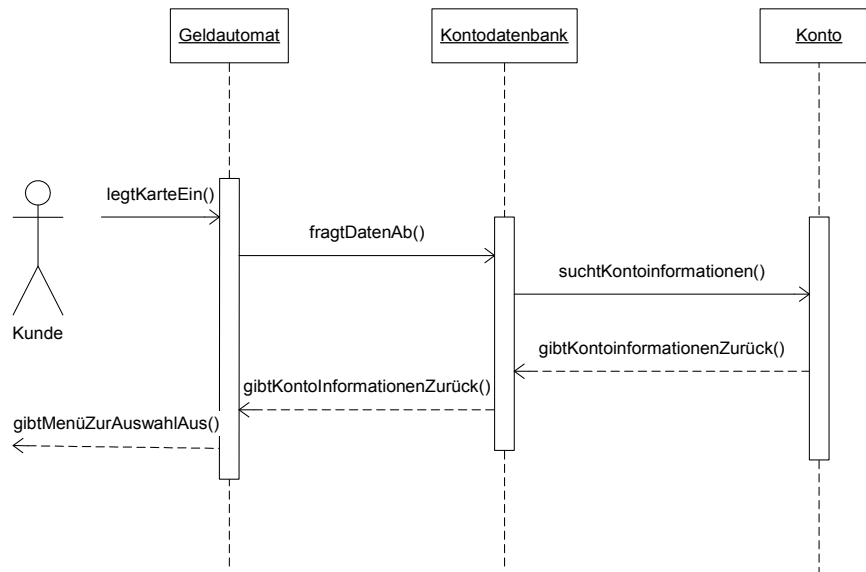 Geldautomat
Kontodatenbank
Konto
legtKarteEin()
fragtDatenAb()
suchtKontoinformationen()
Kunde
gibtKontoinformationenZurück()
gibtKontoInformationenZurück()
gibtMenüZurAuswahlAus()